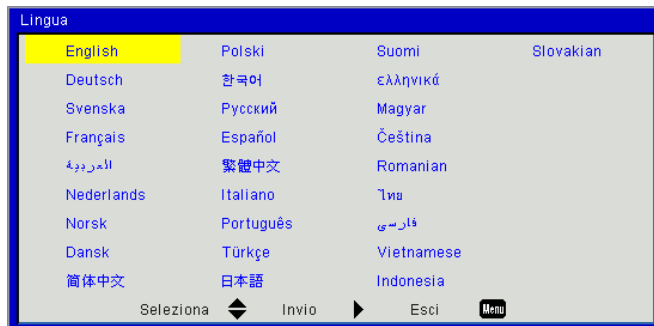 Lingua
English Polski Suomi Slovakian
Deutsch 한국어 ελληνικά
Svenska Русский Magyar
Français Español Čeština
العربية 繁體中文 Romanian
Nederlands Italiano ไทย
Norsk Português فارسی
Dansk Türkçe Vietnamese
简体中文 日本語 Indonesia
Seleziona Invio Esci Menu